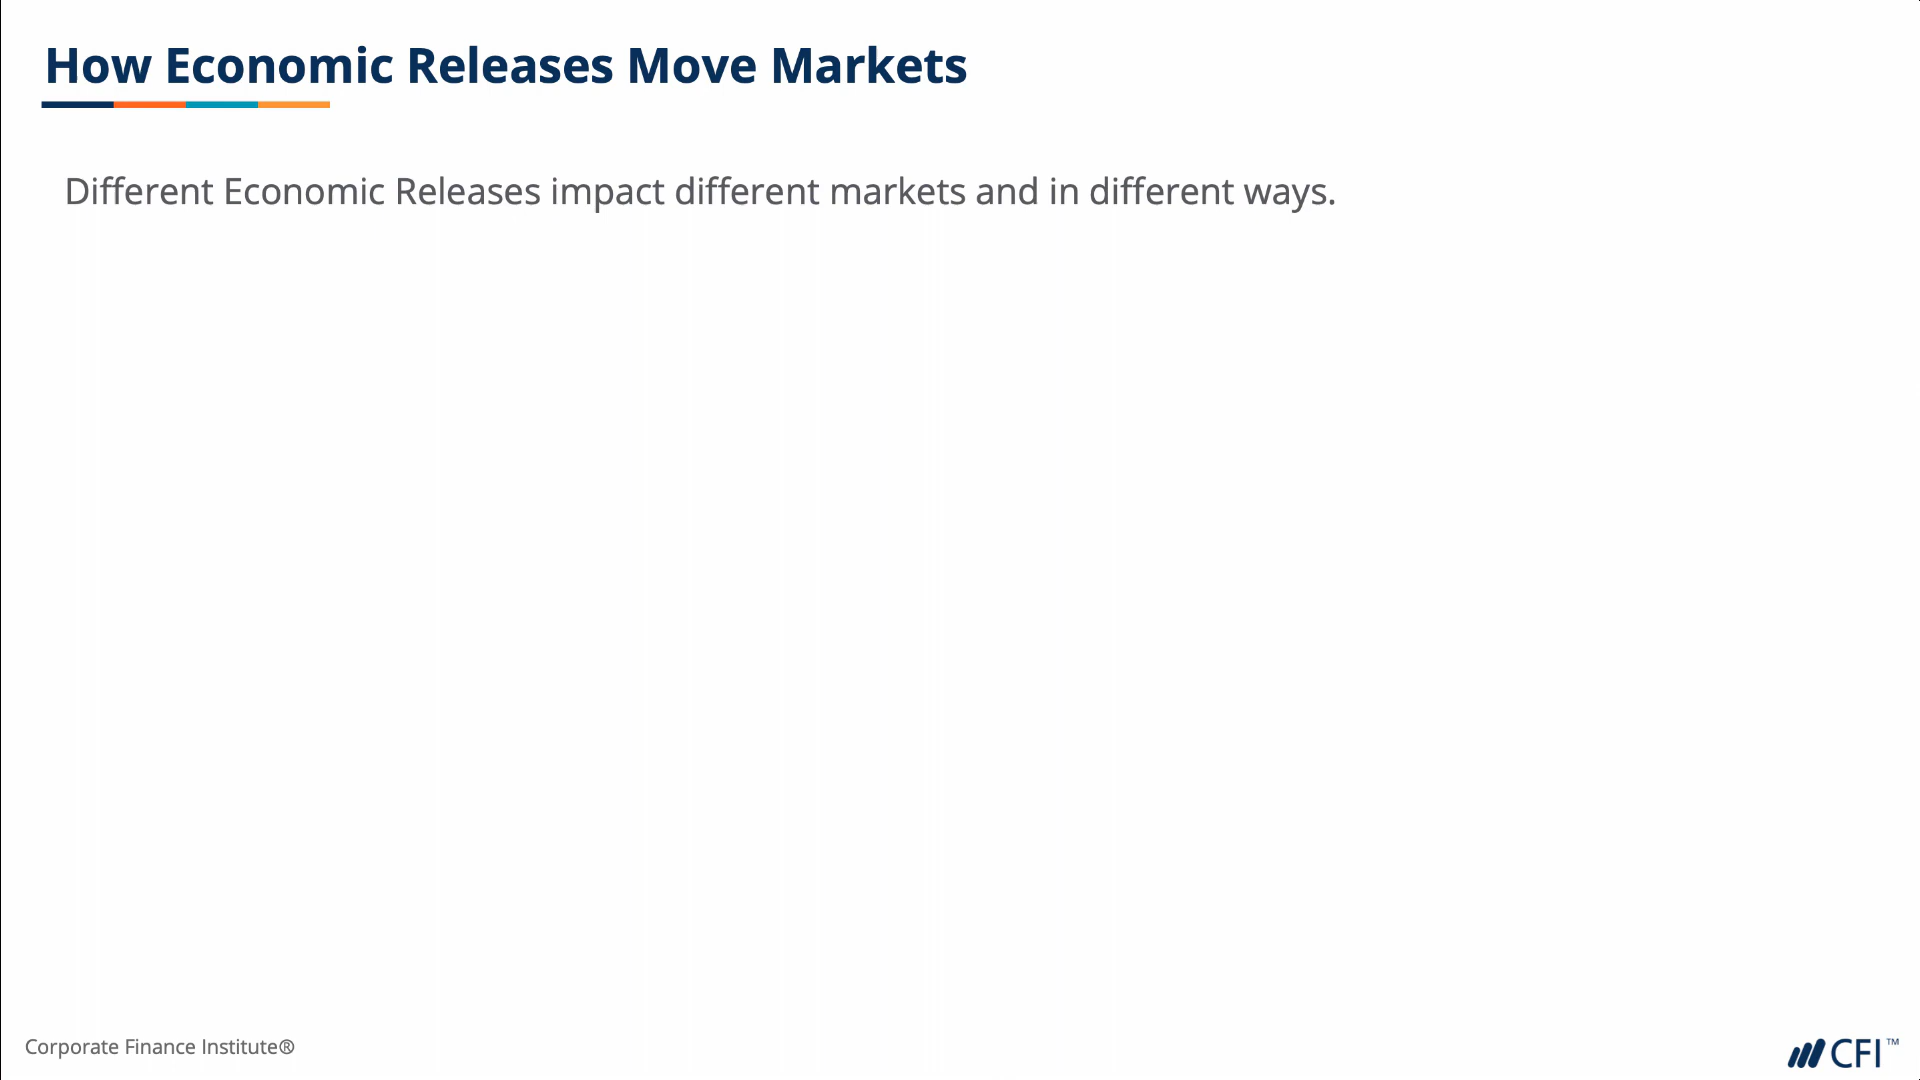 How Economic Releases Move Markets
Different Economic Releases impact different markets and in different ways.
Corporate Finance Institute®
CFI™